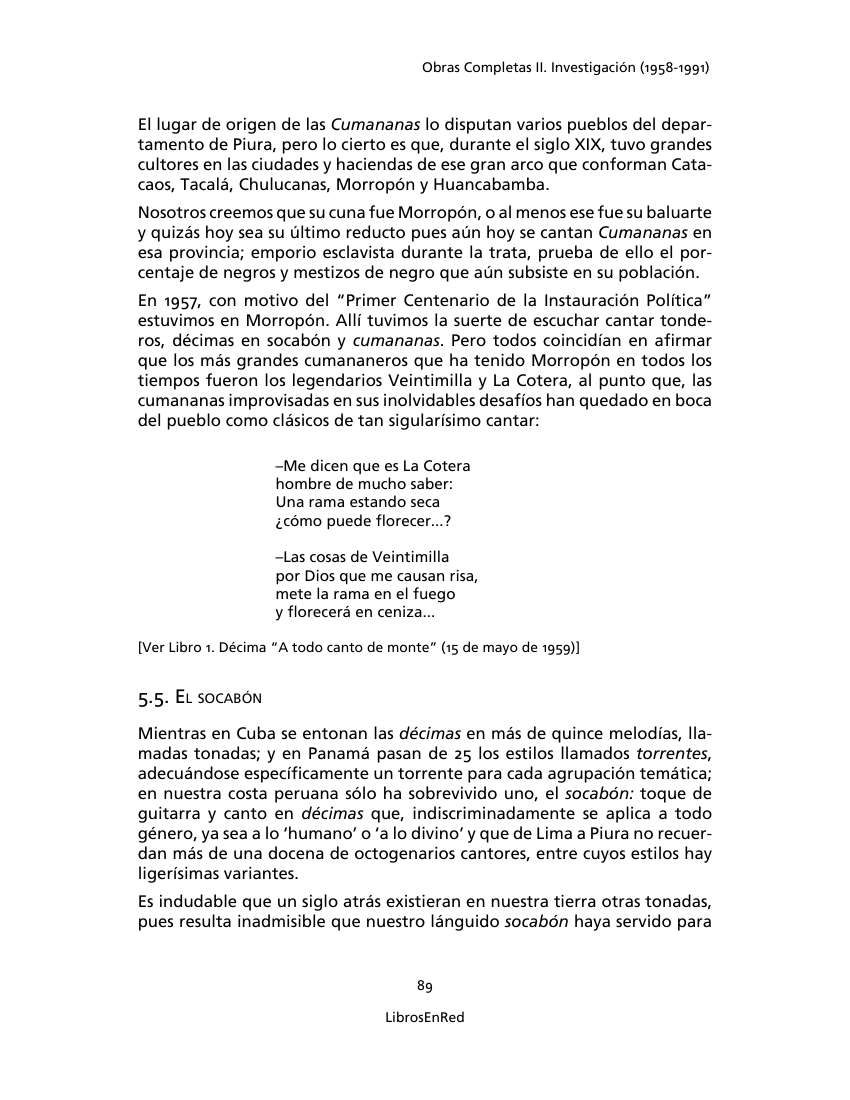 Obras Completas II. Investigación (1958-1991)
El lugar de origen de las Cumananas lo disputan varios pueblos del depar-
tamento de Piura, pero lo cierto es que, durante el siglo XIX, tuvo grandes
cultores en las ciudades y haciendas de ese gran arco que conforman Cata-
caos, Tacalá, Chulucanas, Morropón y Huancabamba.
Nosotros creemos que su cuna fue Morropón, o al menos ese fue su baluarte
y quizás hoy sea su último reducto pues aún hoy se cantan Cumananas en
esa provincia; emporio esclavista durante la trata, prueba de ello el por-
centaje de negros y mestizos de negro que aún subsiste en su población.
En 1957, con motivo del “Primer Centenario de la Instauración Política”
estuvimos en Morropón. Allí tuvimos la suerte de escuchar cantar tonde-
ros, décimas en socabón y cumananas. Pero todos coincidían en afirmar
que los más grandes cumananeros que ha tenido Morropón en todos los
tiempos fueron los legendarios Veintimilla y La Cotera, al punto que, las
cumananas improvisadas en sus inolvidables desafíos han quedado en boca
del pueblo como clásicos de tan sigularísimo cantar:
–Me dicen que es La Cotera
hombre de mucho saber:
Una rama estando seca
¿cómo puede florecer...?
–Las cosas de Veintimilla
por Dios que me causan risa,
mete la rama en el fuego
y florecerá en ceniza...
[Ver Libro 1. Décima “A todo canto de monte” (15 de mayo de 1959)]
5.5. El socabón
Mientras en Cuba se entonan las décimas en más de quince melodías, lla-
madas tonadas; y en Panamá pasan de 25 los estilos llamados torrentes,
adecuándose específicamente un torrente para cada agrupación temática;
en nuestra costa peruana sólo ha sobrevivido uno, el socabón: toque de
guitarra y canto en décimas que, indiscriminadamente se aplica a todo
género, ya sea a lo ‘humano’ o ‘a lo divino’ y que de Lima a Piura no recuer-
dan más de una docena de octogenarios cantores, entre cuyos estilos hay
ligerísimas variantes.
Es indudable que un siglo atrás existieran en nuestra tierra otras tonadas,
pues resulta inadmisible que nuestro lánguido socabón haya servido para
89
LibrosEnRed